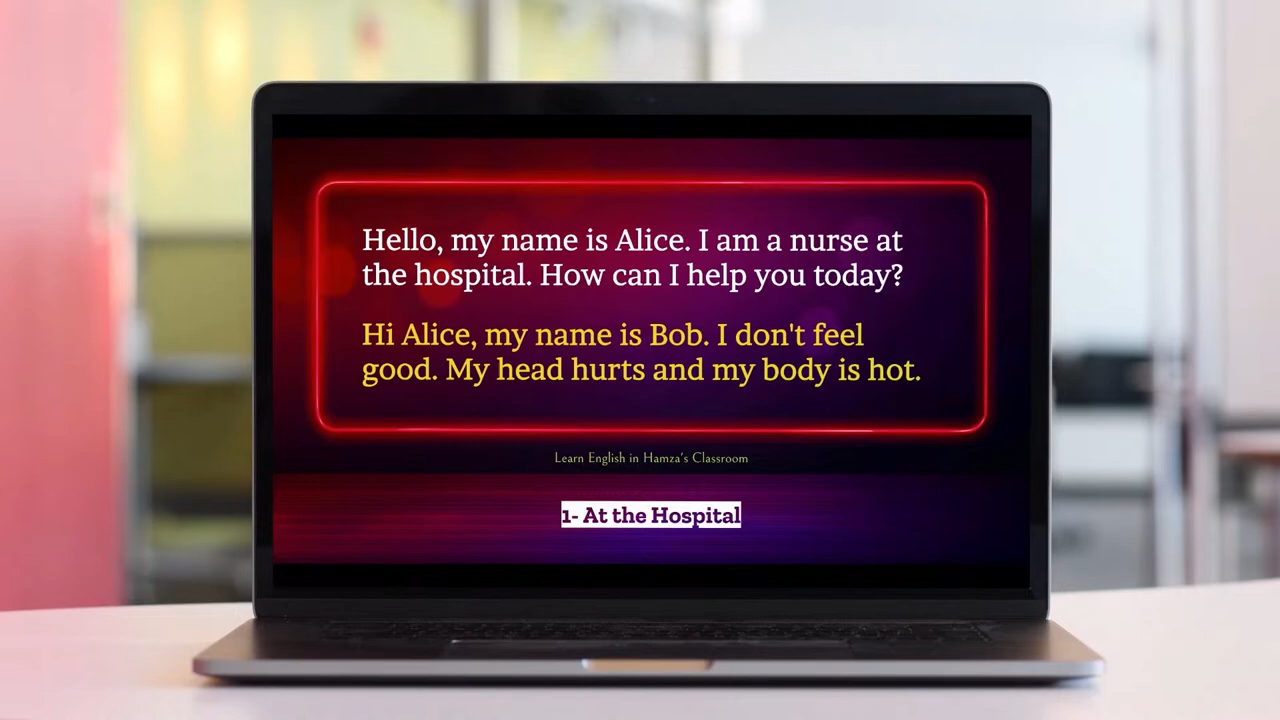 Hello, my name is Alice. I am a nurse at
the hospital. How can I help you today?
Hi Alice, my name is Bob. I don't feel
good. My head hurts and my body is hot.
Learn English in Hamza's Classroom
1- At the Hospital